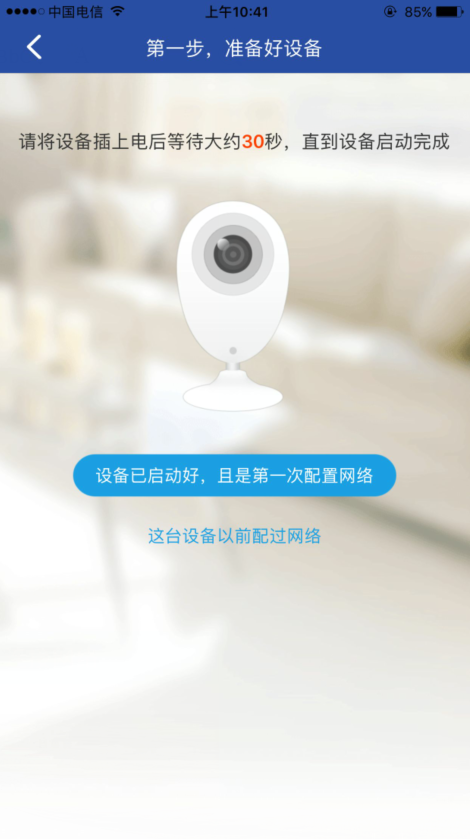 中国电信 上午10:41 85%
第一步，准备好设备
请将设备插上电后等待大约30秒，直到设备启动完成
设备已启动好，且是第一次配置网络
这台设备以前配过网络